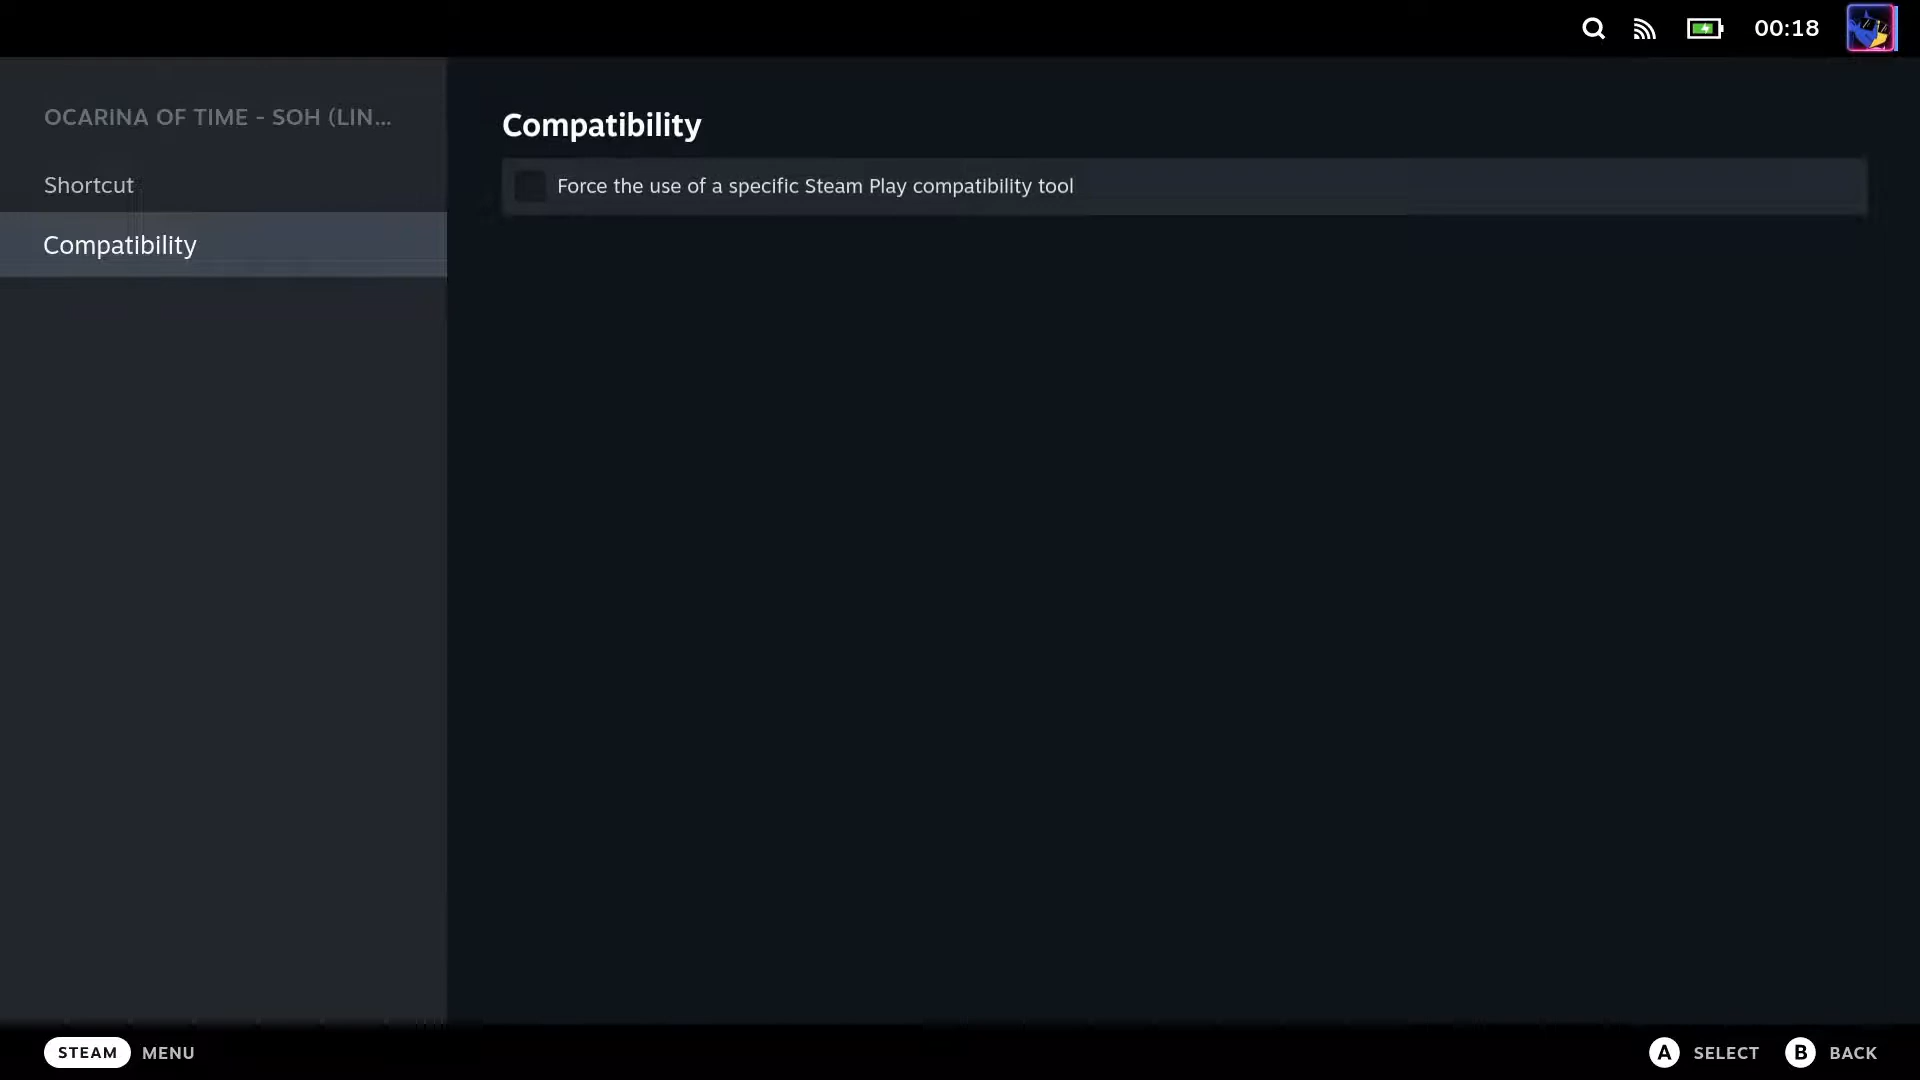 00:18
OCARINA OF TIME - SOH (LIN...
Shortcut
Compatibility
Compatibility
Force the use of a specific Steam Play compatibility tool
STEAM MENU
A SELECT B BACK